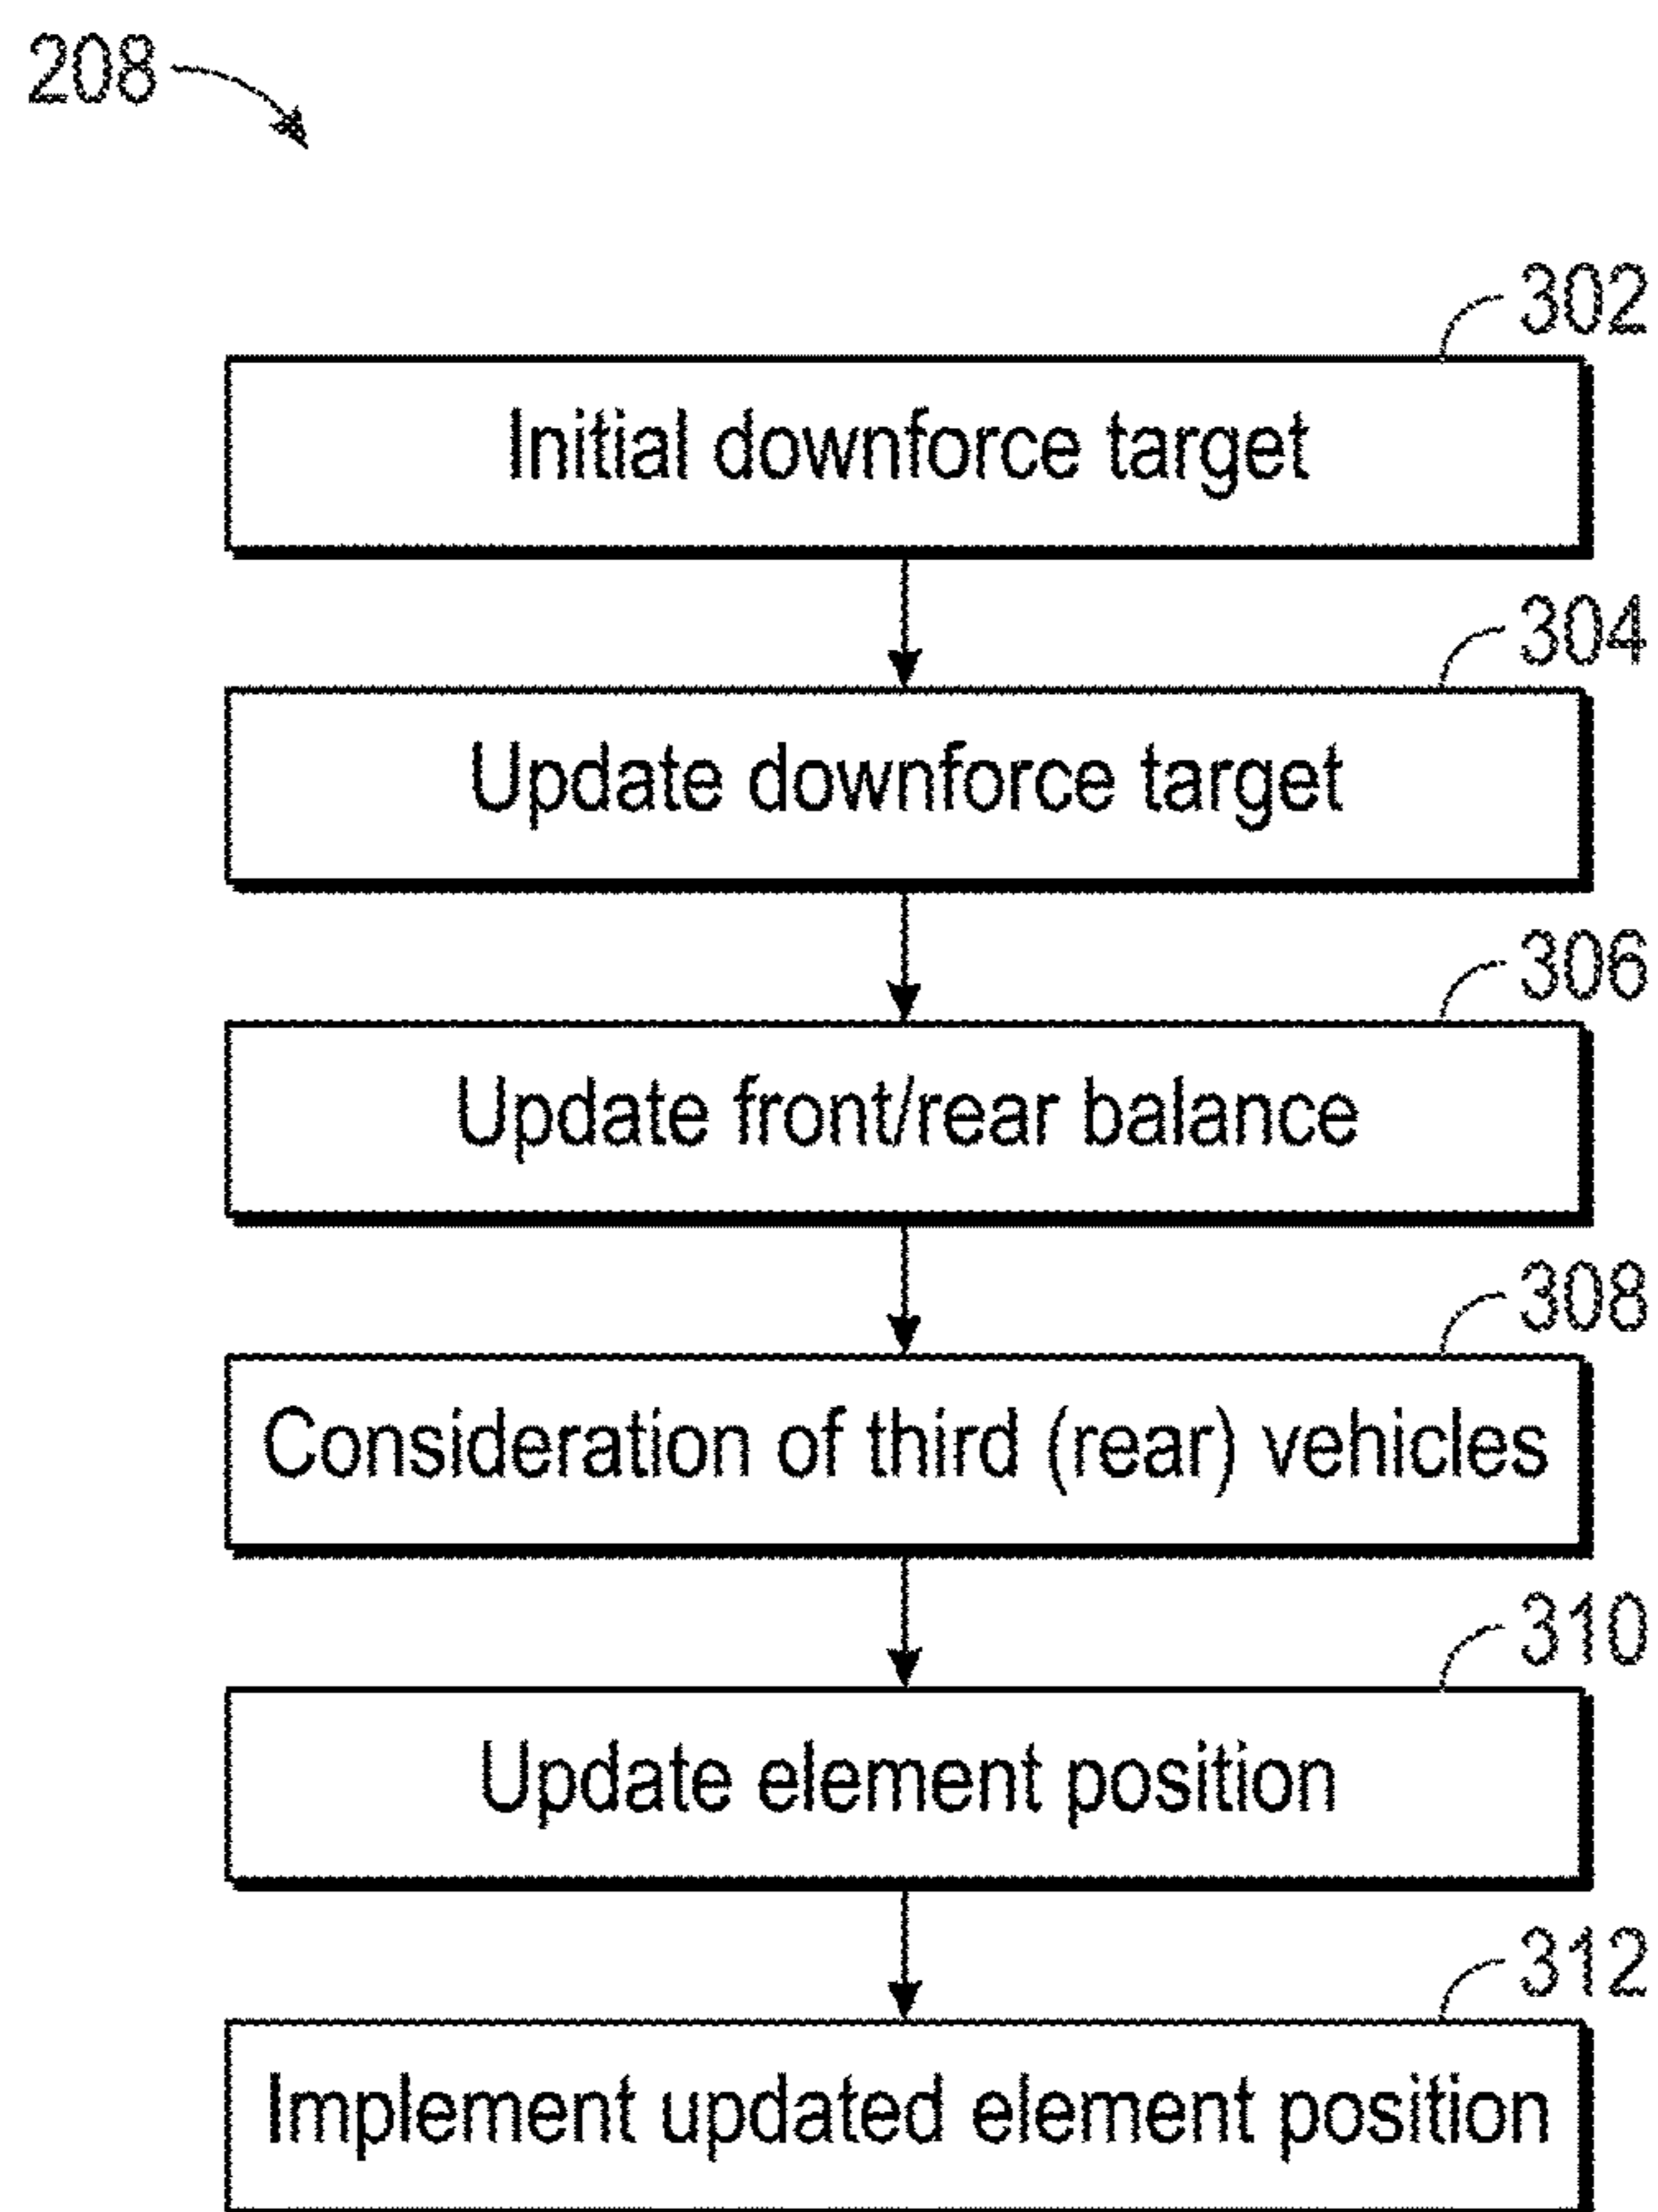 208
302
Initial downforce target
304
Update downforce target
306
Update front/rear balance
308
Consideration of third (rear) vehicles
310
Update element position
312
Implement updated element position